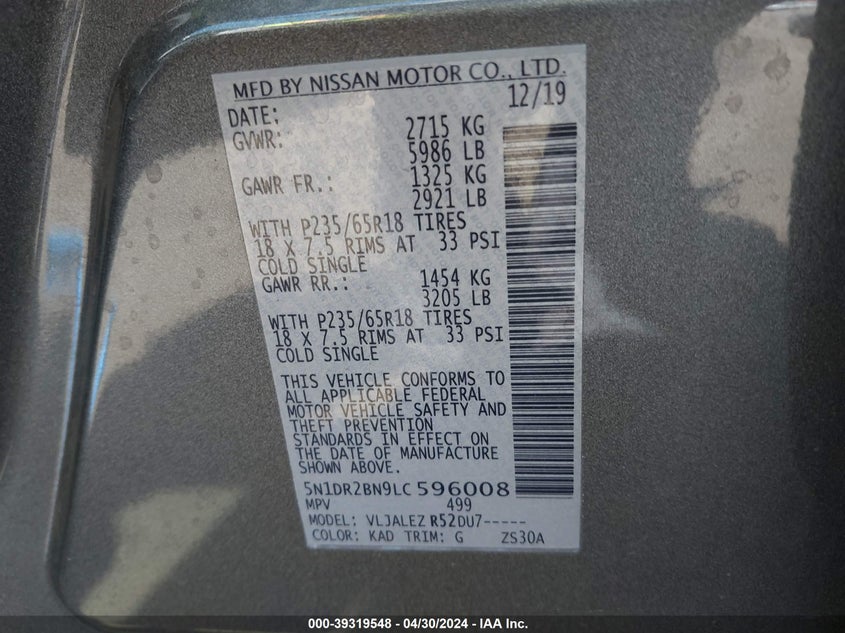 MFD BY NISSAN MOTOR CO., LTD.
DATE: 12/19
GVWR: 2715 KG
5986 LB
GAWR FR.: 1325 KG
2921 LB
WITH P235/65R18 TIRES
18 X 7.5 RIMS AT 33 PSI
COLD SINGLE
GAWR RR.: 1454 KG
3205 LB
WITH P235/65R18 TIRES
18 X 7.5 RIMS AT 33 PSI
COLD SINGLE
THIS VEHICLE CONFORMS TO
ALL APPLICABLE FEDERAL
MOTOR VEHICLE SAFETY AND
THEFT PREVENTION
STANDARDS IN EFFECT ON
THE DATE OF MANUFACTURE
SHOWN ABOVE.
5N1DR2BN9LC596008
MPV 499
MODEL: VLJALEZ R52DU7-----
COLOR: KAD TRIM: G ZS30A
000-39319548 - 04/30/2024 - IAA Inc.